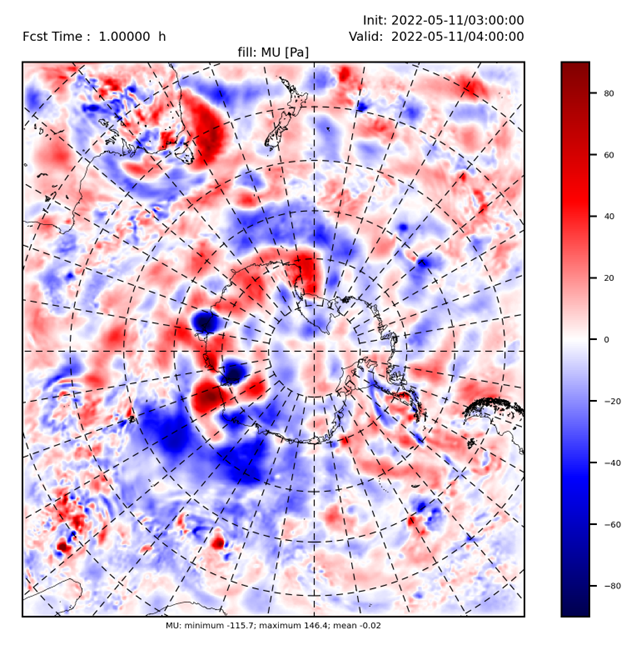 Init: 2022-05-11/03:00:00
Fcst Time :  1.00000  h
Valid:  2022-05-11/04:00:00
fill: MU [Pa]
80
60
40
20
0
−20
−40
−60
−80
MU: minimum -115.7; maximum 146.4; mean -0.02